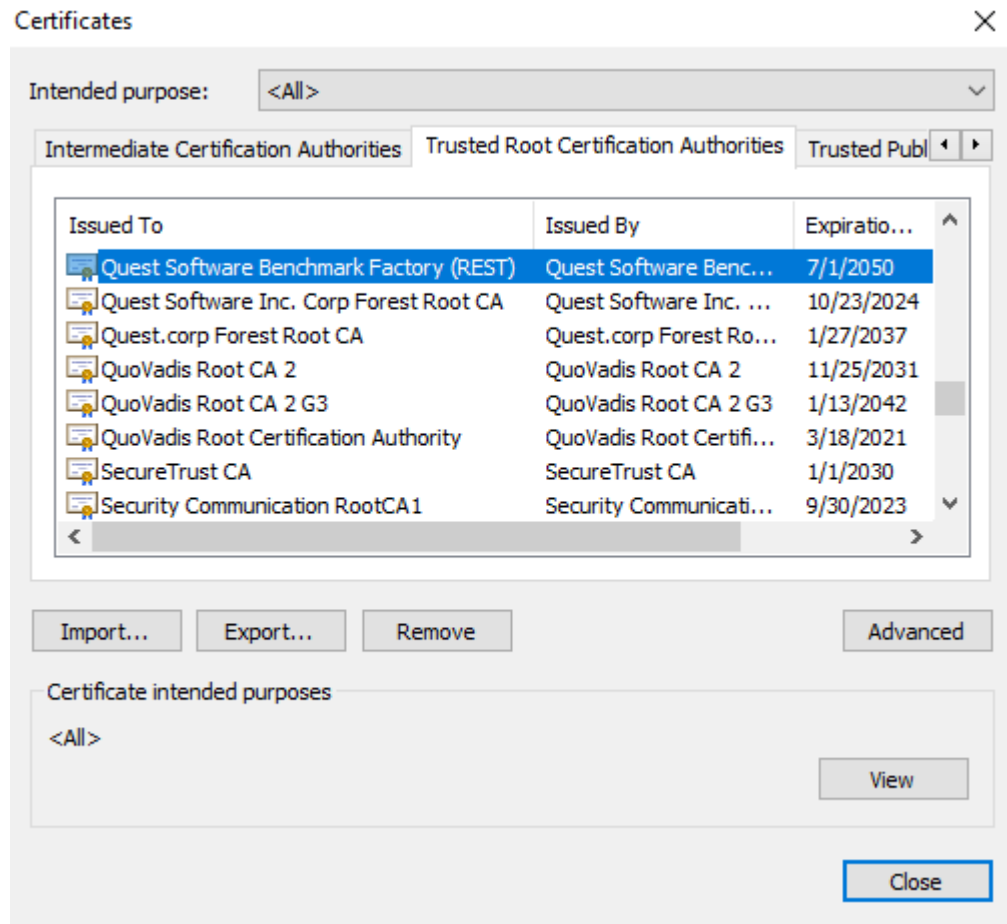 Certificates
Intended purpose: <All>
Intermediate Certification Authorities Trusted Root Certification Authorities Trusted Publ
Issued To Issued By Expiratio...
Quest Software Benchmark Factory (REST) Quest Software Benc... 7/1/2050
Quest Software Inc. Corp Forest Root CA Quest Software Inc. ... 10/23/2024
Quest.corp Forest Root CA Quest.corp Forest Ro... 1/27/2037
QuoVadis Root CA 2 QuoVadis Root CA 2 11/25/2031
QuoVadis Root CA 2 G3 QuoVadis Root CA 2 G3 1/13/2042
QuoVadis Root Certification Authority QuoVadis Root Certifi... 3/18/2021
SecureTrust CA SecureTrust CA 1/1/2030
Security Communication RootCA1 Security Communicati... 9/30/2023
Import... Export... Remove Advanced
Certificate intended purposes
<All>
View
Close